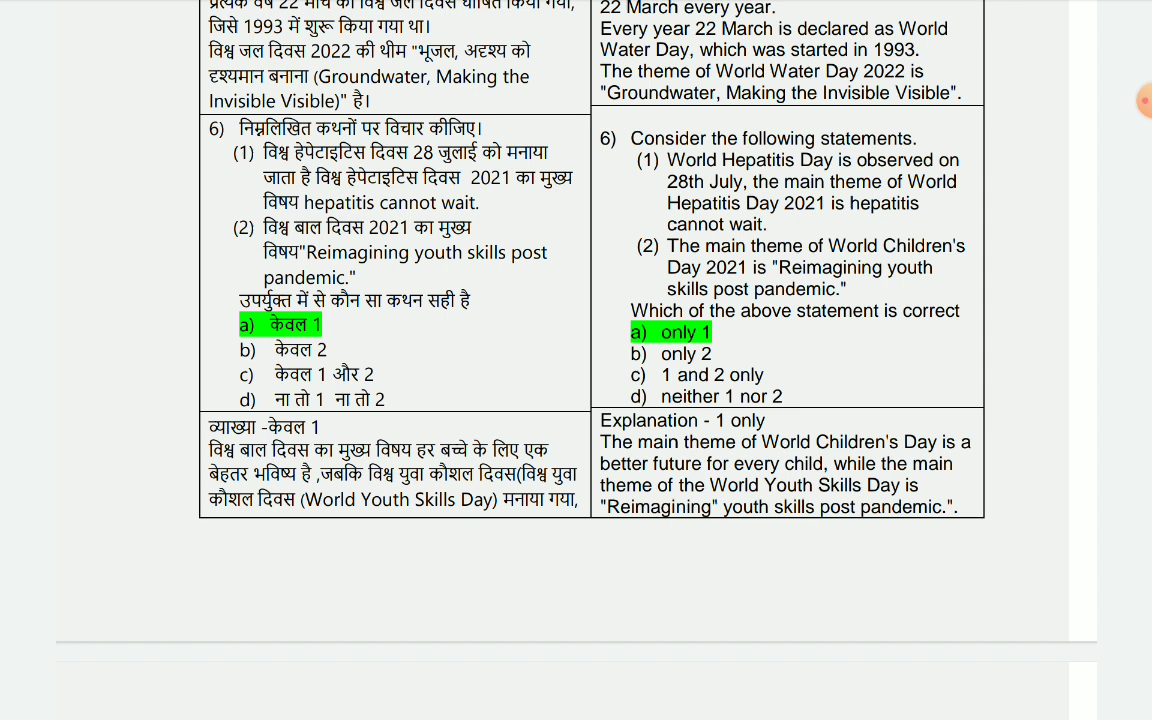 प्रत्येक वर्ष 22 मार्च को विश्व जल दिवस घोषित किया गया,
जिसे 1993 में शुरू किया गया था।
विश्व जल दिवस 2022 की थीम "भूजल, अदृश्य को
दृश्यमान बनाना (Groundwater, Making the
Invisible Visible)" है।
22 March every year.
Every year 22 March is declared as World
Water Day, which was started in 1993.
The theme of World Water Day 2022 is
"Groundwater, Making the Invisible Visible".
6) निम्नलिखित कथनों पर विचार कीजिए।
(1) विश्व हेपेटाइटिस दिवस 28 जुलाई को मनाया
जाता है विश्व हेपेटाइटिस दिवस 2021 का मुख्य
विषय hepatitis cannot wait.
(2) विश्व बाल दिवस 2021 का मुख्य
विषय"Reimagining youth skills post
pandemic."
उपर्युक्त में से कौन सा कथन सही है
a) केवल 1
b) केवल 2
c) केवल 1 और 2
d) ना तो 1 ना तो 2
6) Consider the following statements.
(1) World Hepatitis Day is observed on
28th July, the main theme of World
Hepatitis Day 2021 is hepatitis
cannot wait.
(2) The main theme of World Children's
Day 2021 is "Reimagining youth
skills post pandemic."
Which of the above statement is correct
a) only 1
b) only 2
c) 1 and 2 only
d) neither 1 nor 2
व्याख्या -केवल 1
विश्व बाल दिवस का मुख्य विषय हर बच्चे के लिए एक
बेहतर भविष्य है ,जबकि विश्व युवा कौशल दिवस(विश्व युवा
कौशल दिवस (World Youth Skills Day) मनाया गया,
Explanation - 1 only
The main theme of World Children's Day is a
better future for every child, while the main
theme of the World Youth Skills Day is
"Reimagining" youth skills post pandemic.".